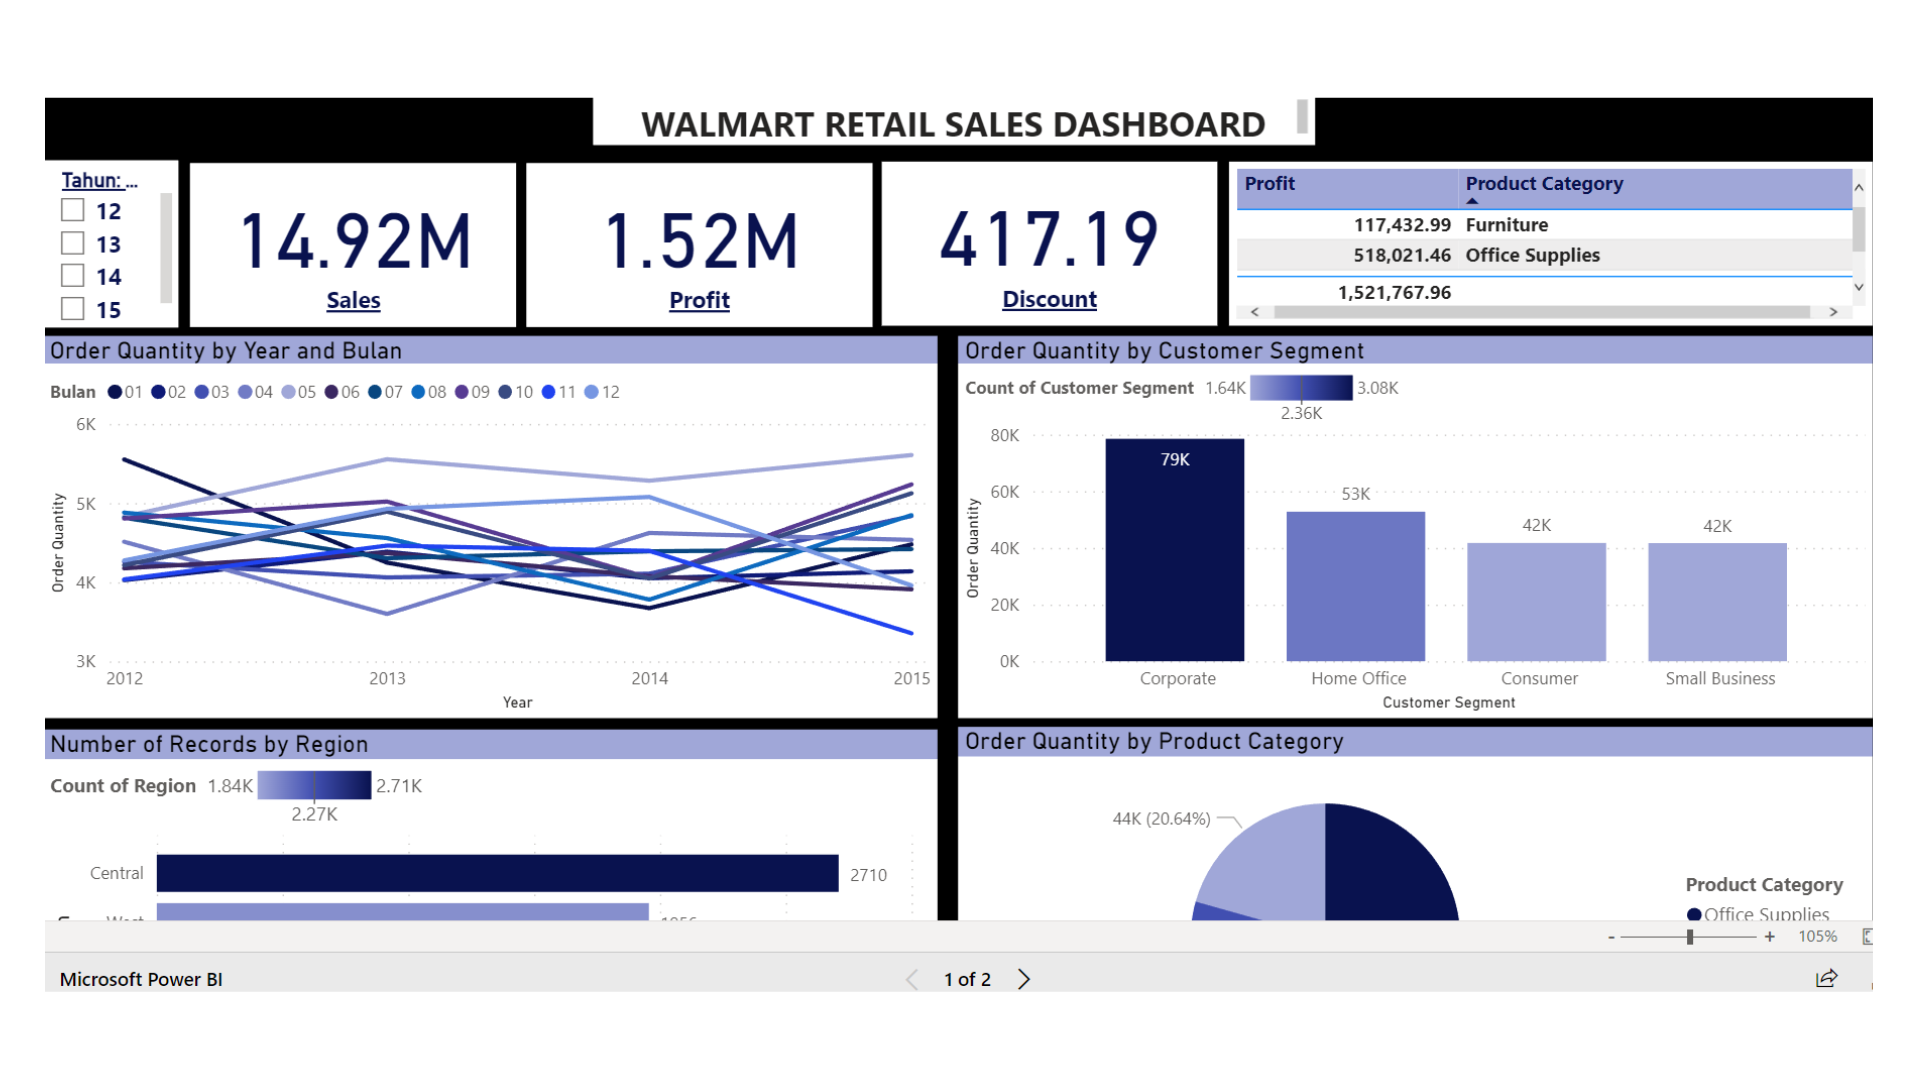 WALMART RETAIL SALES DASHBOARD
Tahun: ...
12
13
14
15
14.92M
Sales
1.52M
Profit
417.19
Discount
Profit Product Category
117,432.99 Furniture
518,021.46 Office Supplies
1,521,767.96
Order Quantity by Year and Bulan
Bulan 01 02 03 04 05 06 07 08 09 10 11 12
6K
5K
4K
3K
Order Quantity
2012 2013 2014 2015
Year
Order Quantity by Customer Segment
Count of Customer Segment 1.64K 3.08K
2.36K
80K
60K
40K
20K
0K
Order Quantity
79K
53K
42K
42K
Corporate Home Office Consumer Small Business
Customer Segment
Number of Records by Region
Count of Region 1.84K 2.71K
2.27K
Central 2710
West
Order Quantity by Product Category
44K (20.64%)
Product Category
Office Supplies
- + 105%
Microsoft Power BI
1 of 2